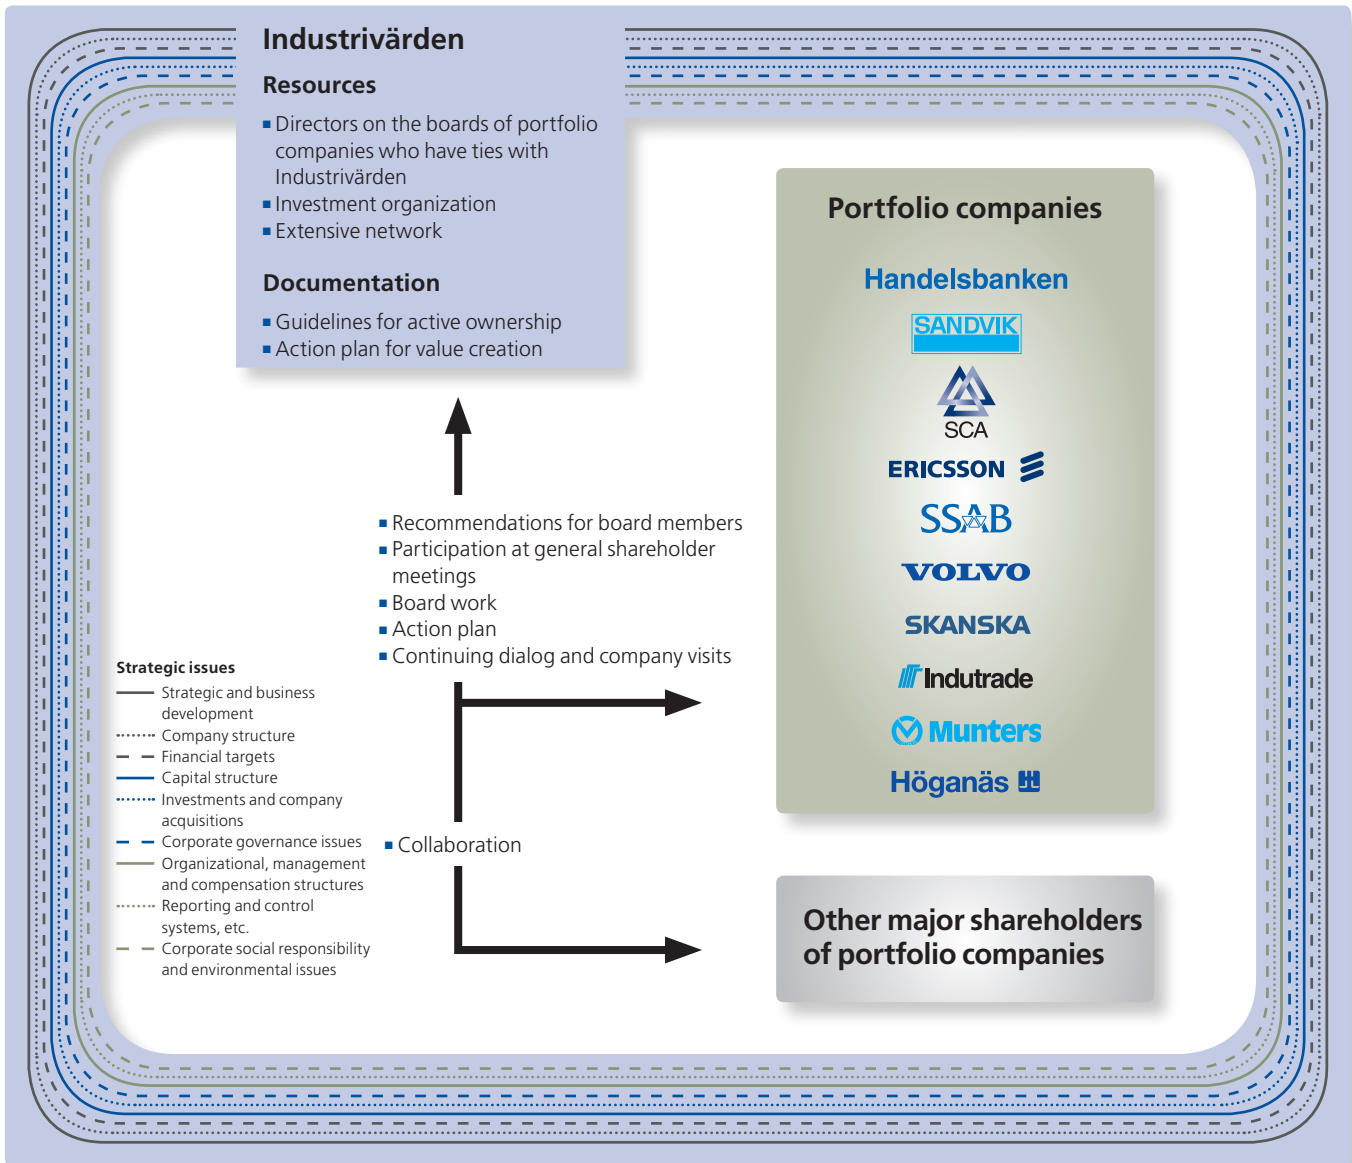 Industrivärden
Resources
▪ Directors on the boards of portfolio
companies who have ties with
Industrivärden
▪ Investment organization
▪ Extensive network
Documentation
▪ Guidelines for active ownership
▪ Action plan for value creation
▪ Recommendations for board members
▪ Participation at general shareholder
meetings
▪ Board work
▪ Action plan
▪ Continuing dialog and company visits
▪ Collaboration
Strategic issues
Strategic and business
development
Company structure
Financial targets
Capital structure
Investments and company
acquisitions
Corporate governance issues
Organizational, management
and compensation structures
Reporting and control
systems, etc.
Corporate social responsibility
and environmental issues
Portfolio companies
Handelsbanken
SANDVIK
SCA
ERICSSON
SSAB
VOLVO
SKANSKA
Indutrade
Munters
Höganäs
Other major shareholders
of portfolio companies